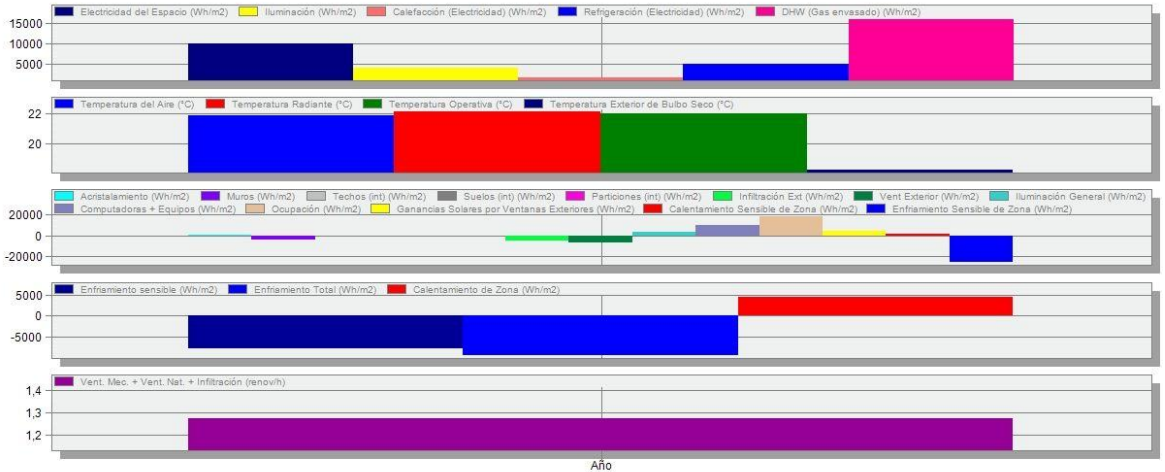 Electricidad del Espacio (Wh/m2) Iluminación (Wh/m2) Calefacción (Electricidad) (Wh/m2) Refrigeración (Electricidad) (Wh/m2) DHW (Gas envasado) (Wh/m2)
15000
10000
5000
Temperatura del Aire (°C) Temperatura Radiante (°C) Temperatura Operativa (°C) Temperatura Exterior de Bulbo Seco (°C)
22
20
Acristalamiento (Wh/m2) Muros (Wh/m2) Techos (int) (Wh/m2) Suelos (int) (Wh/m2) Particiones (int) (Wh/m2) Infiltración Ext (Wh/m2) Vent Exterior (Wh/m2) Iluminación General (Wh/m2)
Computadoras + Equipos (Wh/m2) Ocupación (Wh/m2) Ganancias Solares por Ventanas Exteriores (Wh/m2) Calentamiento Sensible de Zona (Wh/m2) Enfriamiento Sensible de Zona (Wh/m2)
20000
0
-20000
Enfriamiento sensible (Wh/m2) Enfriamiento Total (Wh/m2) Calentamiento de Zona (Wh/m2)
5000
0
-5000
Vent. Mec. + Vent. Nat. + Infiltración (renov/h)
1,4
1,3
1,2
Año